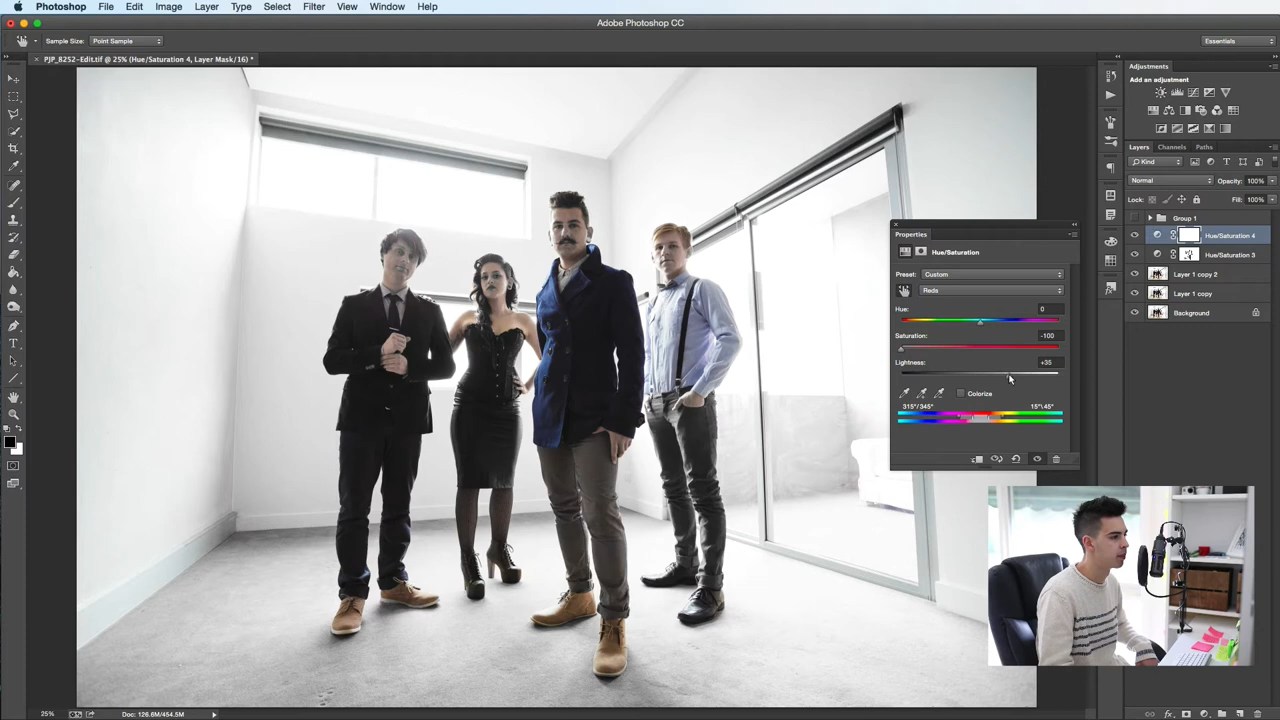 Photoshop File Edit Image Layer Type Select Filter View Window Help
Adobe Photoshop CC
Sample Size: Point Sample Essentials
PJP_8252-Edit.tif @ 25% (Hue/Saturation 4, Layer Mask/16) *
Adjustments
Add an adjustment
Layers Channels Paths
Kind
Normal Opacity: 100%
Lock: Fill: 100%
Group 1
Hue/Saturation 4
Hue/Saturation 3
Layer 1 copy 2
Layer 1 copy
Background
Properties
Hue/Saturation
Preset: Custom
Reds
Hue: 0
Saturation: -100
Lightness: +35
Colorize
315°/345° 15°\45°
25% Doc: 126.6M/454.5M